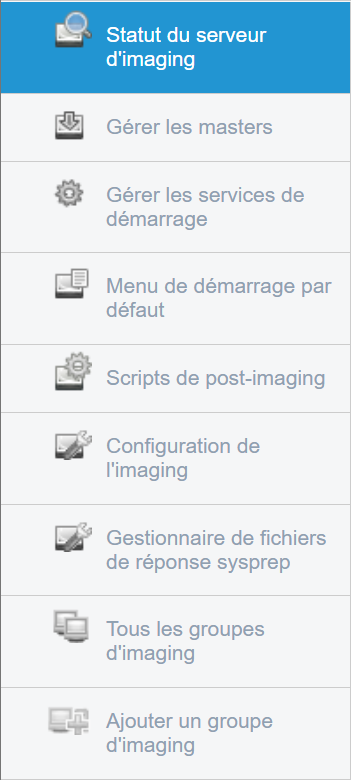 Statut du serveur
d'imaging
Gérer les masters
Gérer les services de
démarrage
Menu de démarrage par
défaut
Scripts de post-imaging
Configuration de
l'imaging
Gestionnaire de fichiers
de réponse sysprep
Tous les groupes
d'imaging
Ajouter un groupe
d'imaging